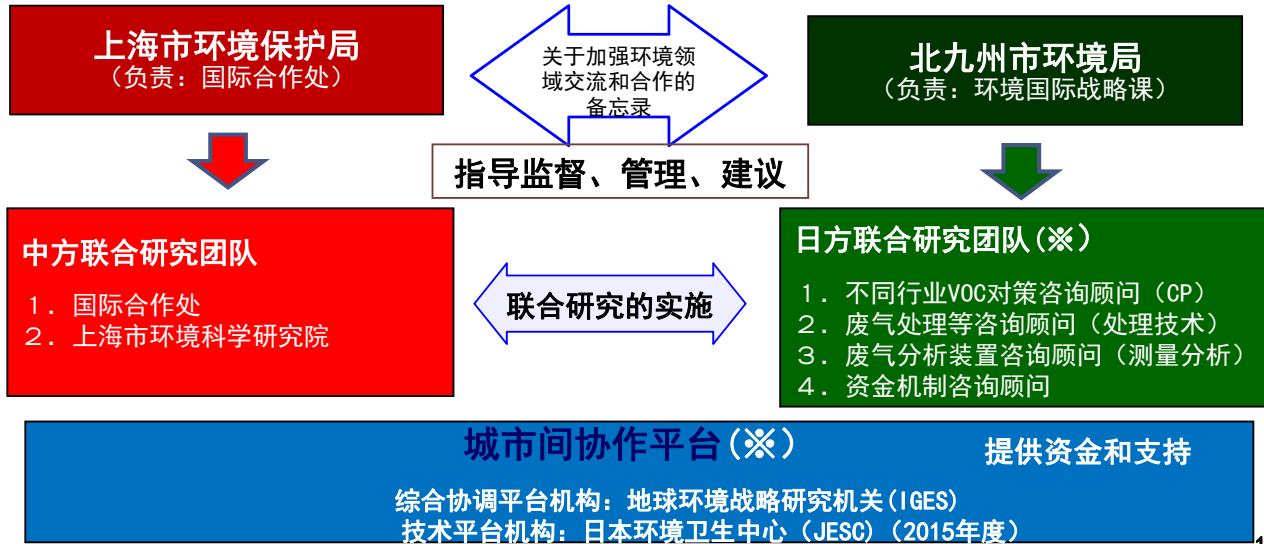 上海市环境保护局
（负责：国际合作处）
关于加强环境领
域交流和合作的
备忘录
北九州市环境局
（负责：环境国际战略课）
指导监督、管理、建议
中方联合研究团队
１．国际合作处
２．上海市环境科学研究院
联合研究的实施
日方联合研究团队(※)
１．不同行业VOC对策咨询顾问（CP）
２．废气处理等咨询顾问（处理技术）
３．废气分析装置咨询顾问（测量分析）
４．资金机制咨询顾问
城市间协作平台(※)
提供资金和支持
综合协调平台机构：地球环境战略研究机关(IGES)
技术平台机构：日本环境卫生中心（JESC)（2015年度）